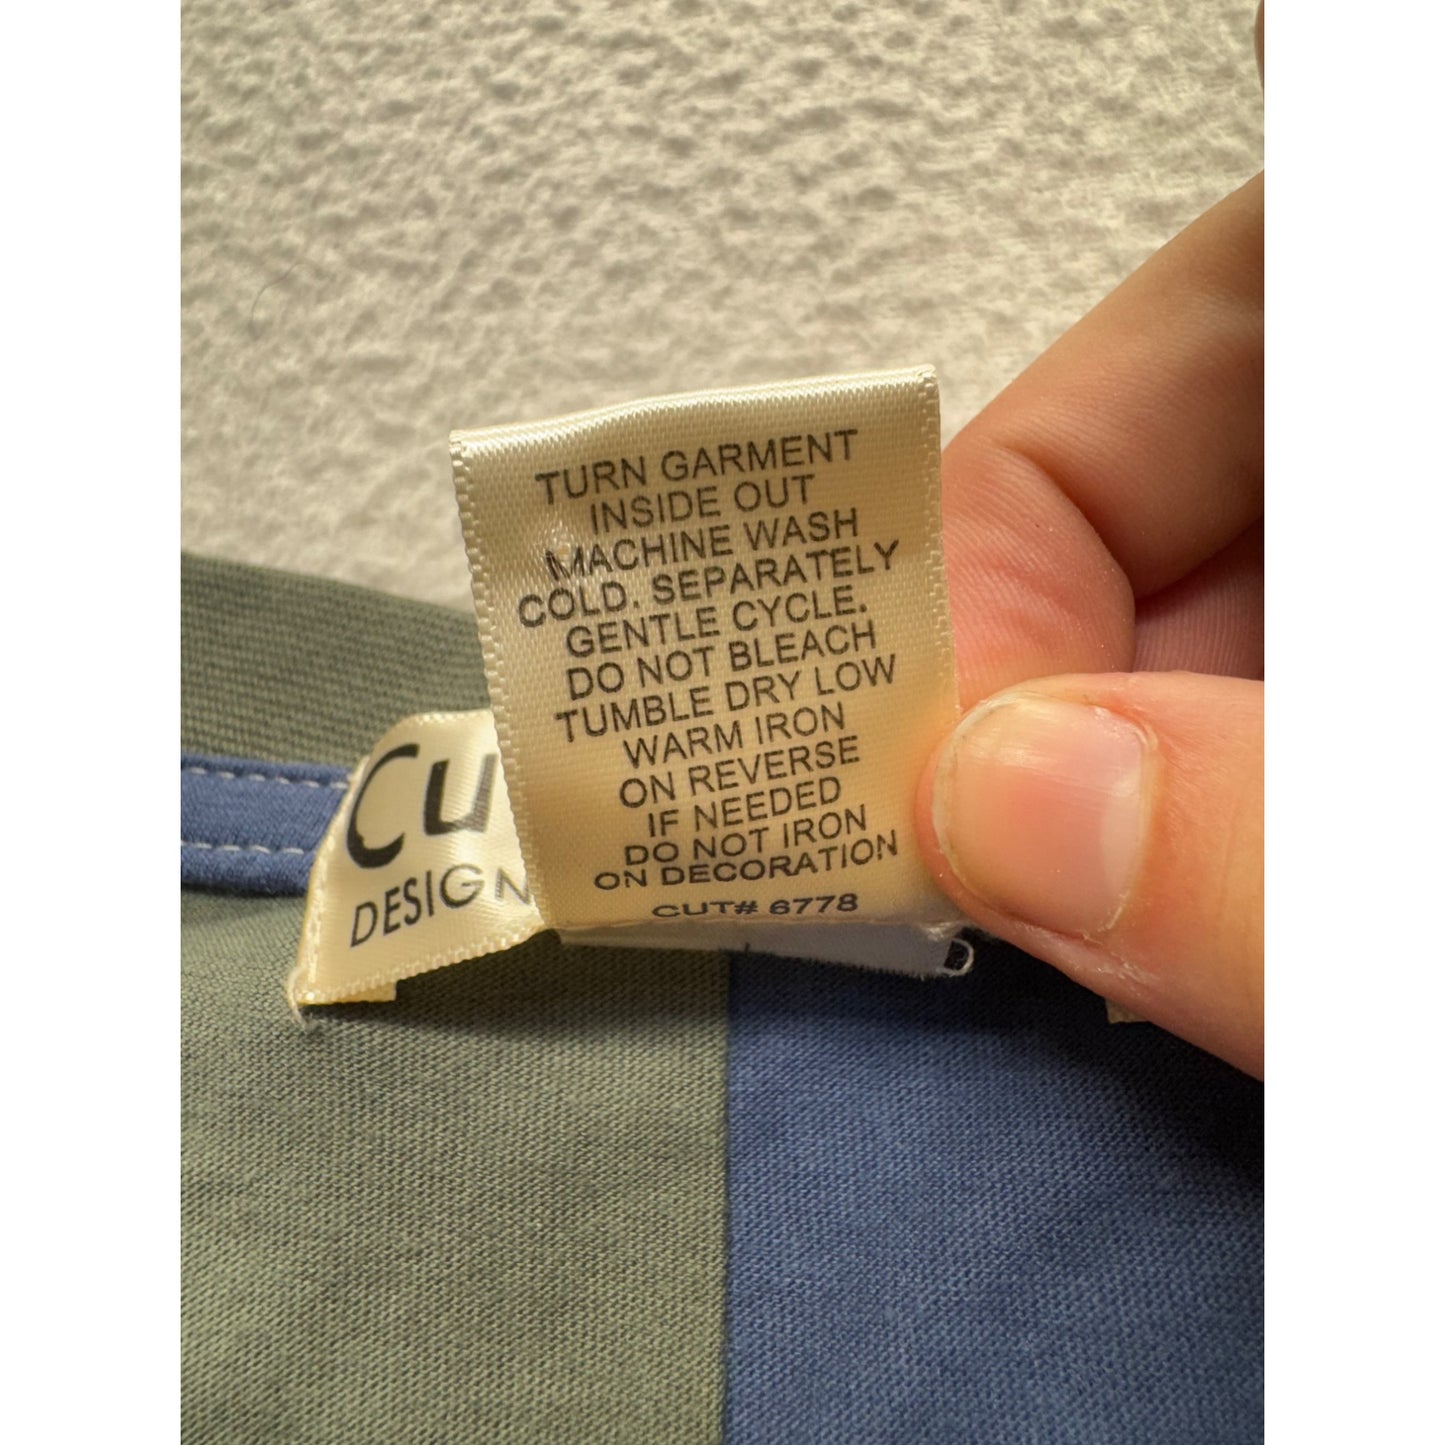 TURN GARMENT
INSIDE OUT
MACHINE WASH
COLD. SEPARATELY
GENTLE CYCLE.
DO NOT BLEACH
TUMBLE DRY LOW
WARM IRON
ON REVERSE
IF NEEDED
DO NOT IRON
ON DECORATION
CUT# 6778
Cu
DESIGN